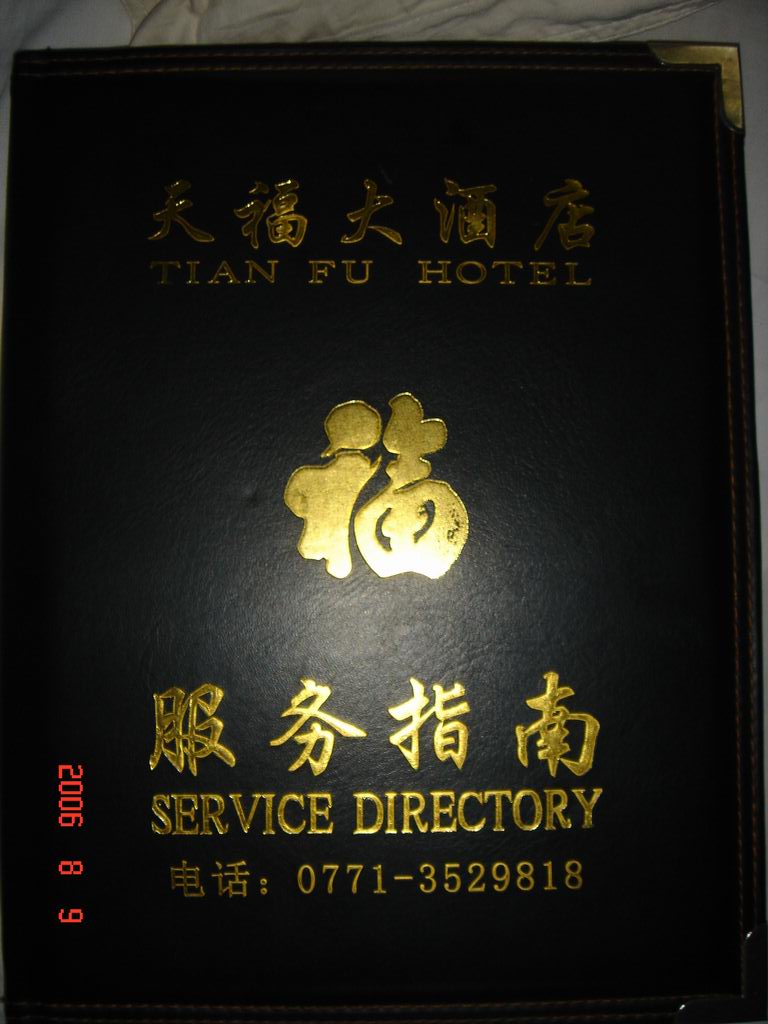 天福大酒店
TIAN FU HOTEL
福
服务指南
SERVICE DIRECTORY
电话：0771-3529818
2006 8 9